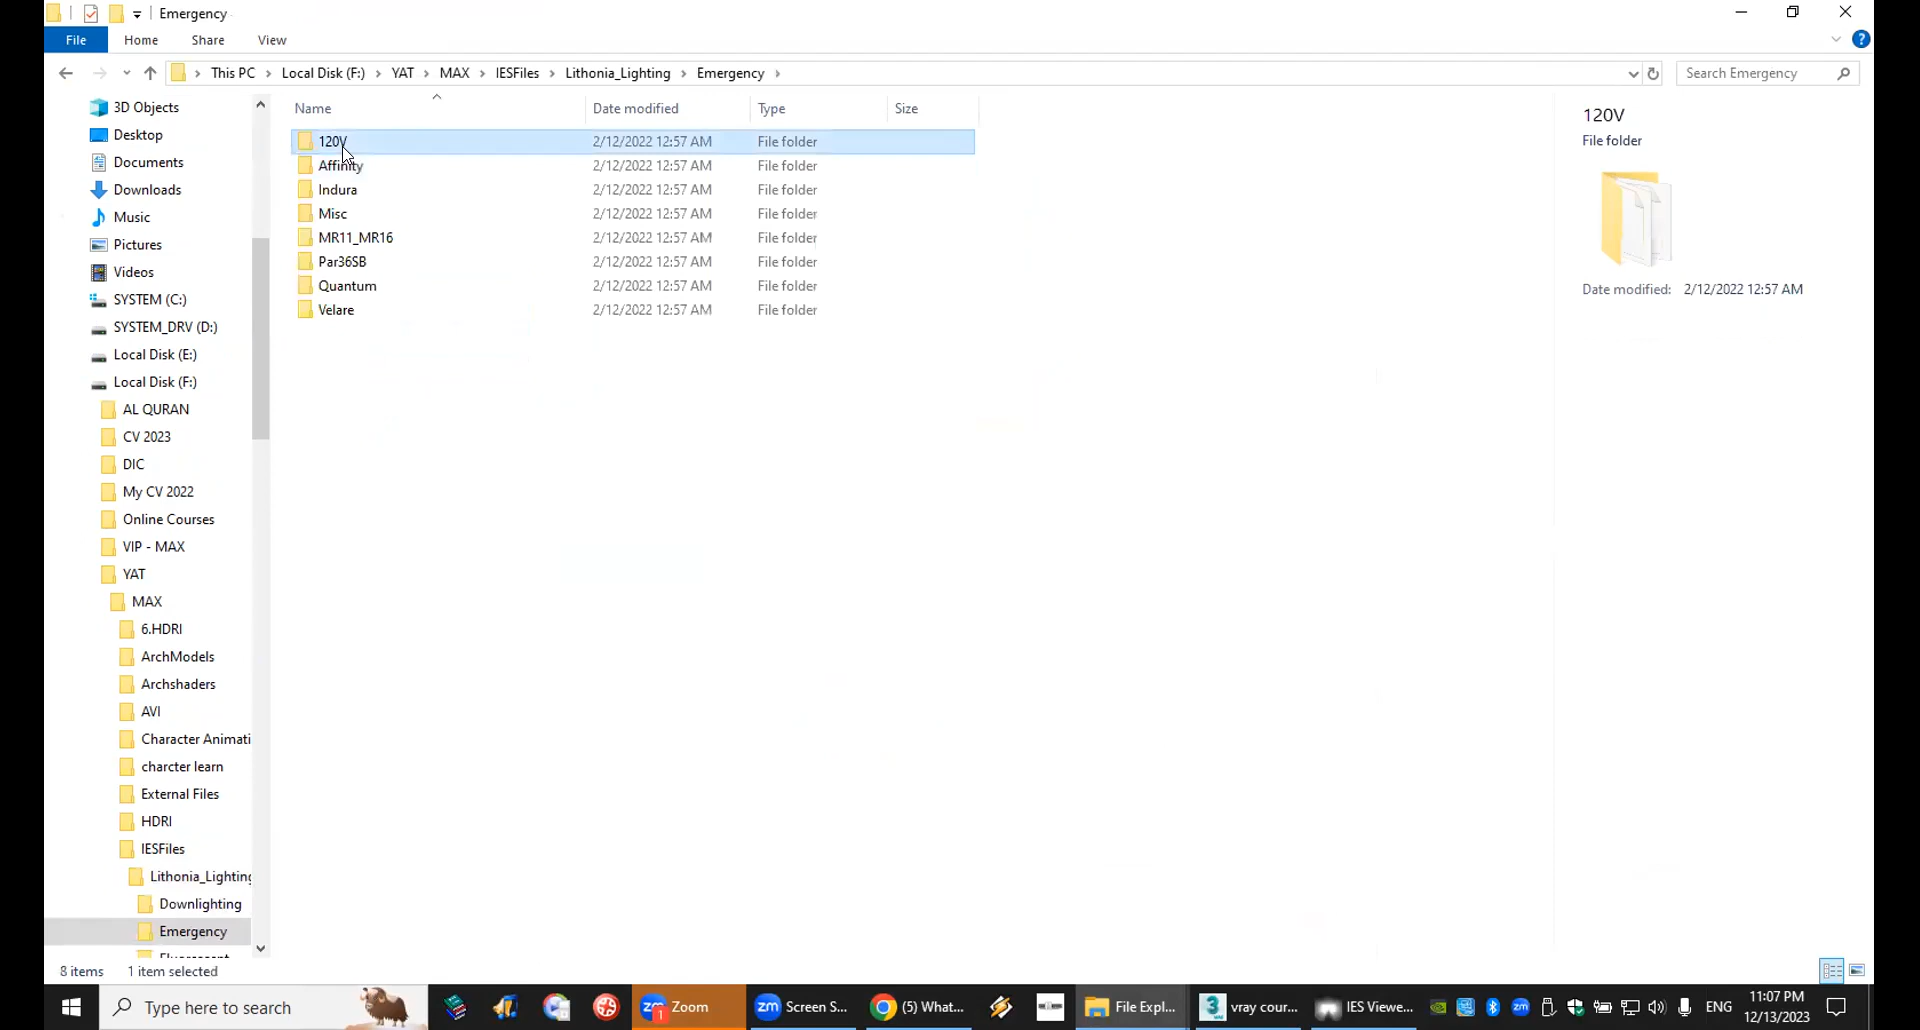 Emergency
File Home Share View
This PC Local Disk (F:) YAT MAX IESFiles Lithonia_Lighting Emergency
Search Emergency
3D Objects
Desktop
Documents
Downloads
Music
Pictures
Videos
SYSTEM (C:)
SYSTEM_DRV (D:)
Local Disk (E:)
Local Disk (F:)
AL QURAN
CV 2023
DIC
My CV 2022
Online Courses
VIP - MAX
YAT
MAX
6.HDRI
ArchModels
Archshaders
AVI
Character Animati
charcter learn
External Files
HDRI
IESFiles
Lithonia_Lighting
Downlighting
Emergency
Name Date modified Type Size
120V 2/12/2022 12:57 AM File folder
Affinity 2/12/2022 12:57 AM File folder
Indura 2/12/2022 12:57 AM File folder
Misc 2/12/2022 12:57 AM File folder
MR11_MR16 2/12/2022 12:57 AM File folder
Par36SB 2/12/2022 12:57 AM File folder
Quantum 2/12/2022 12:57 AM File folder
Velare 2/12/2022 12:57 AM File folder
120V
File folder
Date modified: 2/12/2022 12:57 AM
8 items 1 item selected
Type here to search
zm 1 Zoom
zm Screen S...
(5) What...
File Expl...
3 vray cour...
IES Viewe...
zm
ENG
11:07 PM
12/13/2023